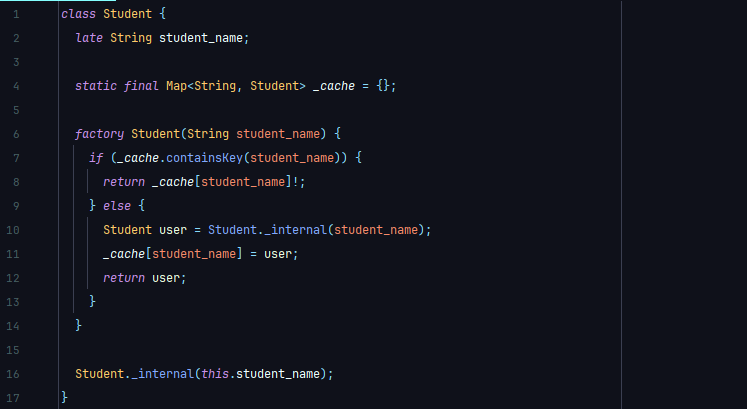 1 class Student {
2 late String student_name;
3
4 static final Map<String, Student> _cache = {};
5
6 factory Student(String student_name) {
7 if (_cache.containsKey(student_name)) {
8 return _cache[student_name]!;
9 } else {
10 Student user = Student._internal(student_name);
11 _cache[student_name] = user;
12 return user;
13 }
14 }
15
16 Student._internal(this.student_name);
17 }